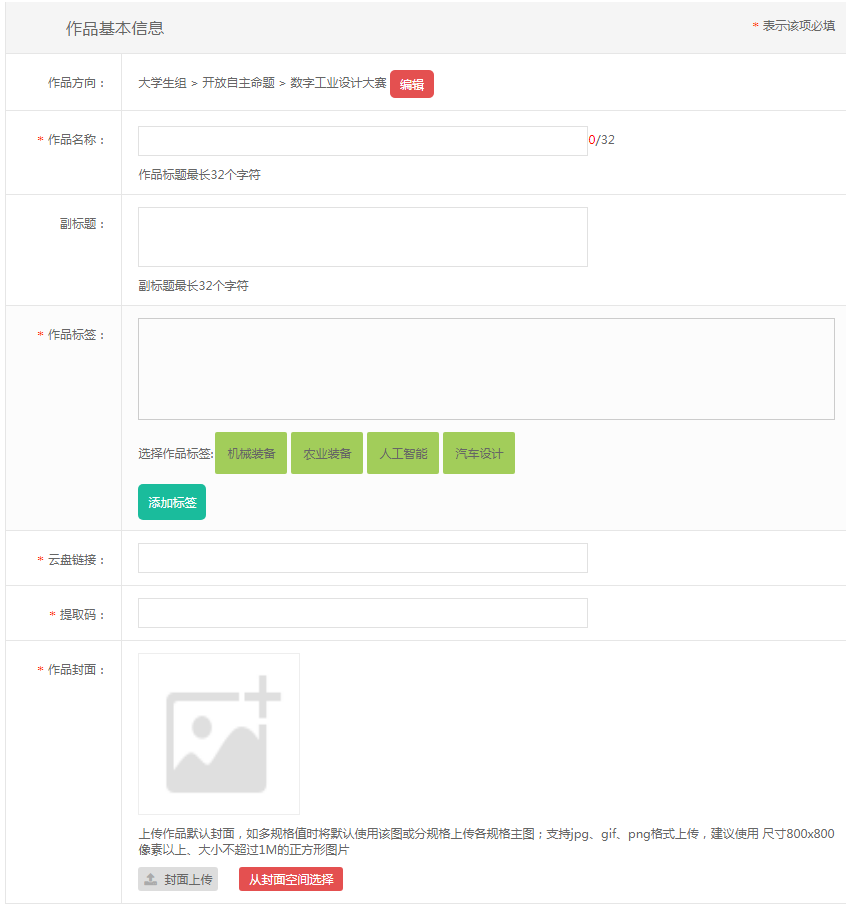 作品基本信息
* 表示该项必填
作品方向：
大学生组 > 开放自主命题 > 数字工业设计大赛 编辑
* 作品名称：
0/32
作品标题最长32个字符
副标题：
副标题最长32个字符
* 作品标签：
选择作品标签: 机械装备 农业装备 人工智能 汽车设计
添加标签
* 云盘链接：
* 提取码：
* 作品封面：
上传作品默认封面，如多规格值时将默认使用该图或分规格上传各规格主图；支持jpg、gif、png格式上传，建议使用 尺寸800x800
像素以上、大小不超过1M的正方形图片
封面上传 从封面空间选择